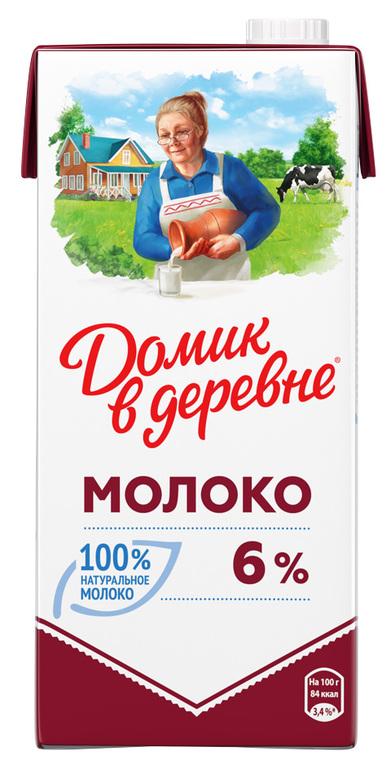 Домик
в деревне®
МОЛОКО
100%
НАТУРАЛЬНОЕ
МОЛОКО
6%
На 100 г
84 ккал
3,4%*